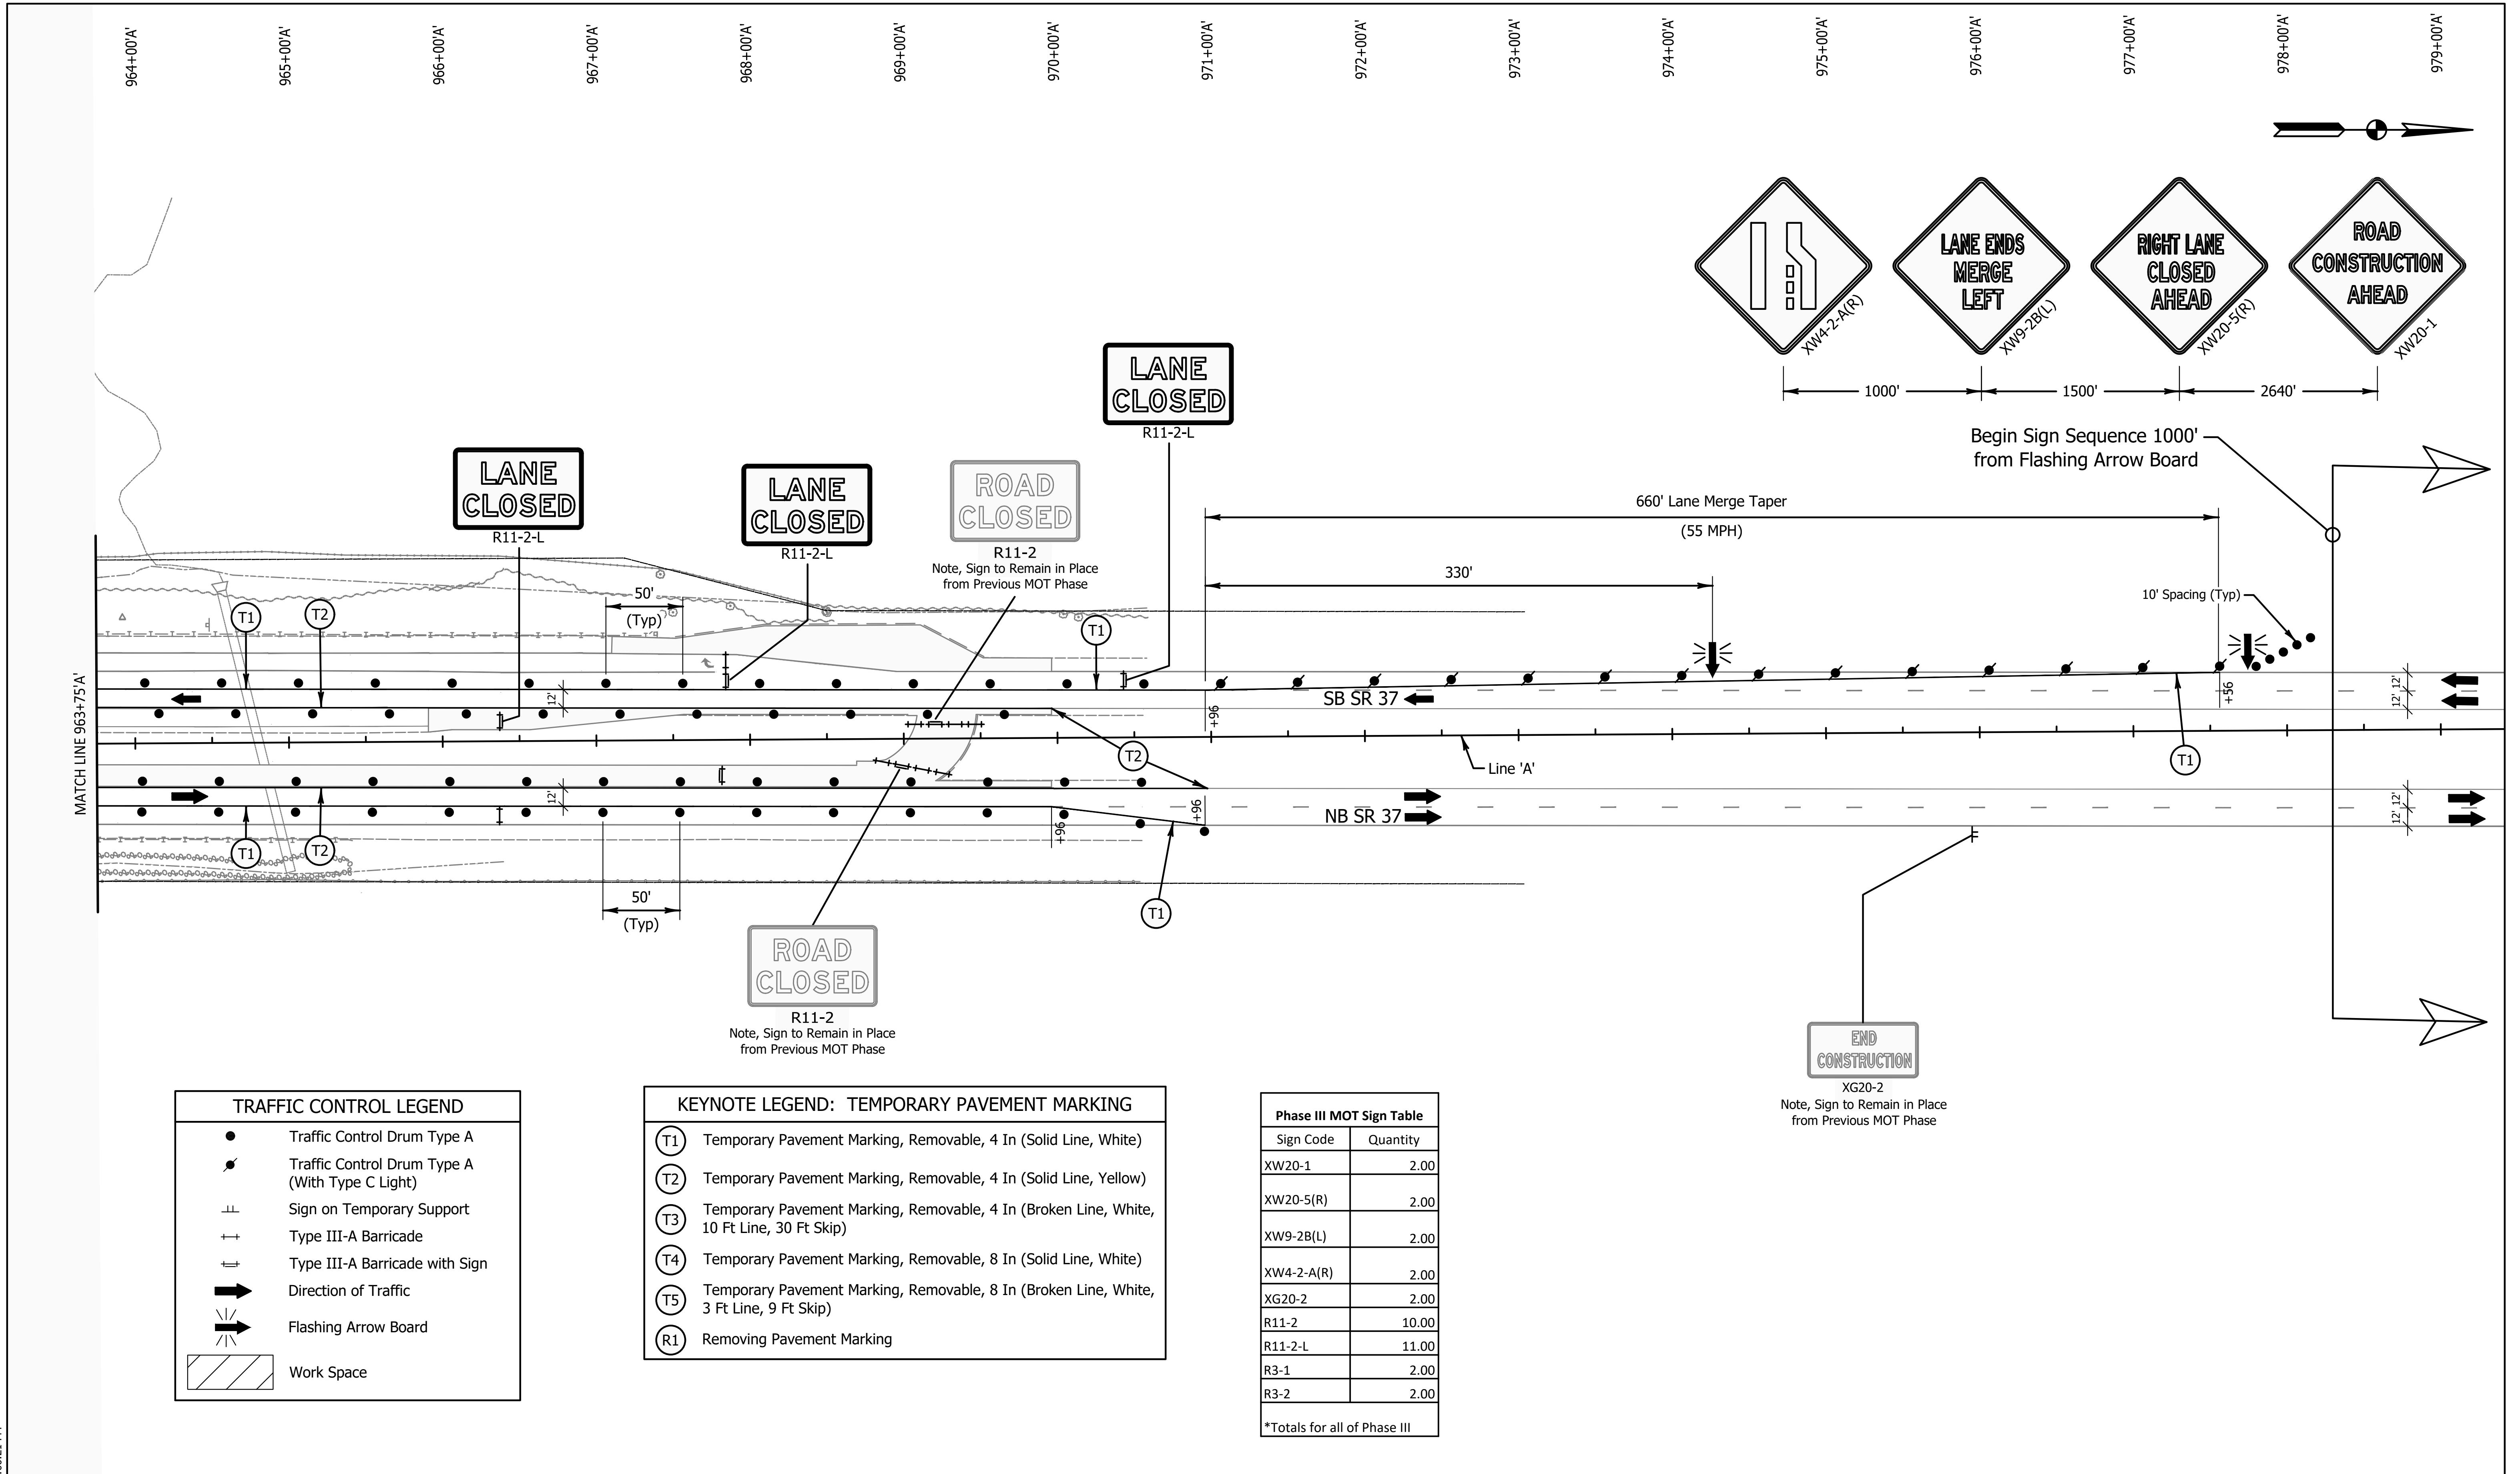 964+00'A'
965+00'A'
966+00'A'
967+00'A'
968+00'A'
969+00'A'
970+00'A'
971+00'A'
972+00'A'
973+00'A'
974+00'A'
975+00'A'
976+00'A'
977+00'A'
978+00'A'
979+00'A'
XW4-2-A(R)
LANE ENDS
MERGE
LEFT
XW9-2B(L)
RIGHT LANE
CLOSED
AHEAD
XW20-5(R)
ROAD
CONSTRUCTION
AHEAD
XW20-1
1000'
1500'
2640'
Begin Sign Sequence 1000'
from Flashing Arrow Board
LANE
CLOSED
R11-2-L
LANE
CLOSED
R11-2-L
LANE
CLOSED
R11-2-L
ROAD
CLOSED
R11-2
Note, Sign to Remain in Place
from Previous MOT Phase
660' Lane Merge Taper
(55 MPH)
330'
10' Spacing (Typ)
50'
(Typ)
T1
T2
T1
12'
SB SR 37
+96
+56
12'
12'
MATCH LINE 963+75'A'
T2
Line 'A'
T1
12'
NB SR 37
+96
+96
12'
12'
T1
T2
T1
50'
(Typ)
ROAD
CLOSED
R11-2
Note, Sign to Remain in Place
from Previous MOT Phase
END
CONSTRUCTION
XG20-2
Note, Sign to Remain in Place
from Previous MOT Phase
TRAFFIC CONTROL LEGEND
Traffic Control Drum Type A
Traffic Control Drum Type A
(With Type C Light)
Sign on Temporary Support
Type III-A Barricade
Type III-A Barricade with Sign
Direction of Traffic
Flashing Arrow Board
Work Space
KEYNOTE LEGEND: TEMPORARY PAVEMENT MARKING
T1 Temporary Pavement Marking, Removable, 4 In (Solid Line, White)
T2 Temporary Pavement Marking, Removable, 4 In (Solid Line, Yellow)
T3 Temporary Pavement Marking, Removable, 4 In (Broken Line, White,
10 Ft Line, 30 Ft Skip)
T4 Temporary Pavement Marking, Removable, 8 In (Solid Line, White)
T5 Temporary Pavement Marking, Removable, 8 In (Broken Line, White,
3 Ft Line, 9 Ft Skip)
R1 Removing Pavement Marking
Phase III MOT Sign Table
Sign Code Quantity
XW20-1 2.00
XW20-5(R) 2.00
XW9-2B(L) 2.00
XW4-2-A(R) 2.00
XG20-2 2.00
R11-2 10.00
R11-2-L 11.00
R3-1 2.00
R3-2 2.00
*Totals for all of Phase III